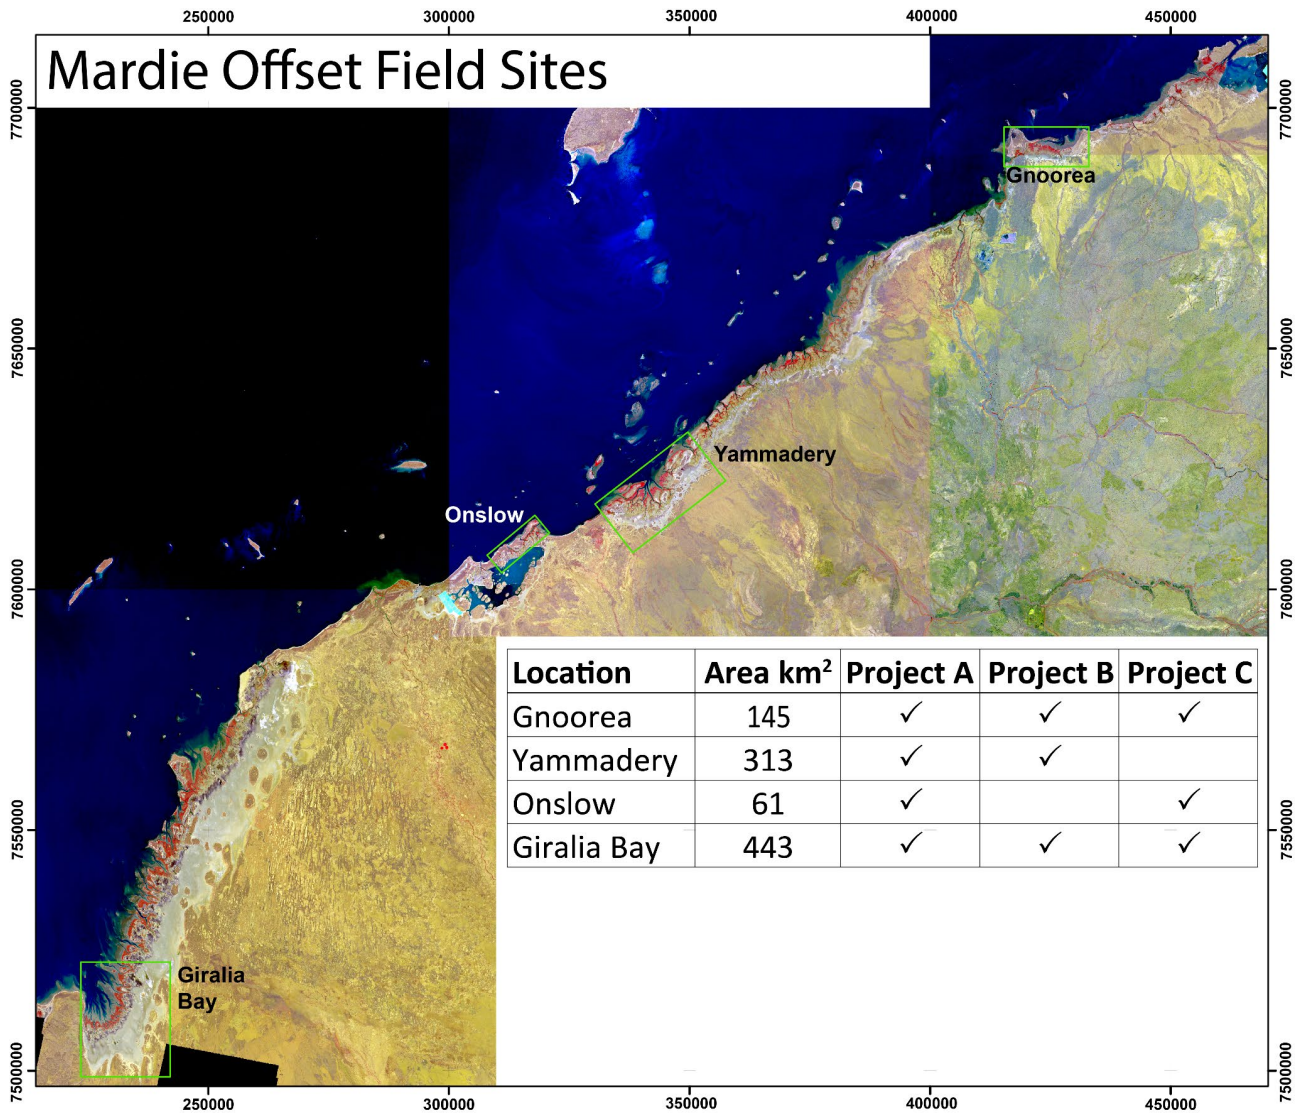 250000 300000 350000 400000 450000
Mardie Offset Field Sites
7700000 7700000
Gnoorea
7650000 7650000
Yammadery
Onslow
7600000 7600000
Location Area km² Project A Project B Project C
Gnoorea 145 ✓ ✓ ✓
Yammadery 313 ✓ ✓
Onslow 61 ✓ ✓
Giralia Bay 443 ✓ ✓ ✓
7550000 7550000
Giralia
Bay
7500000 7500000
250000 300000 350000 400000 450000